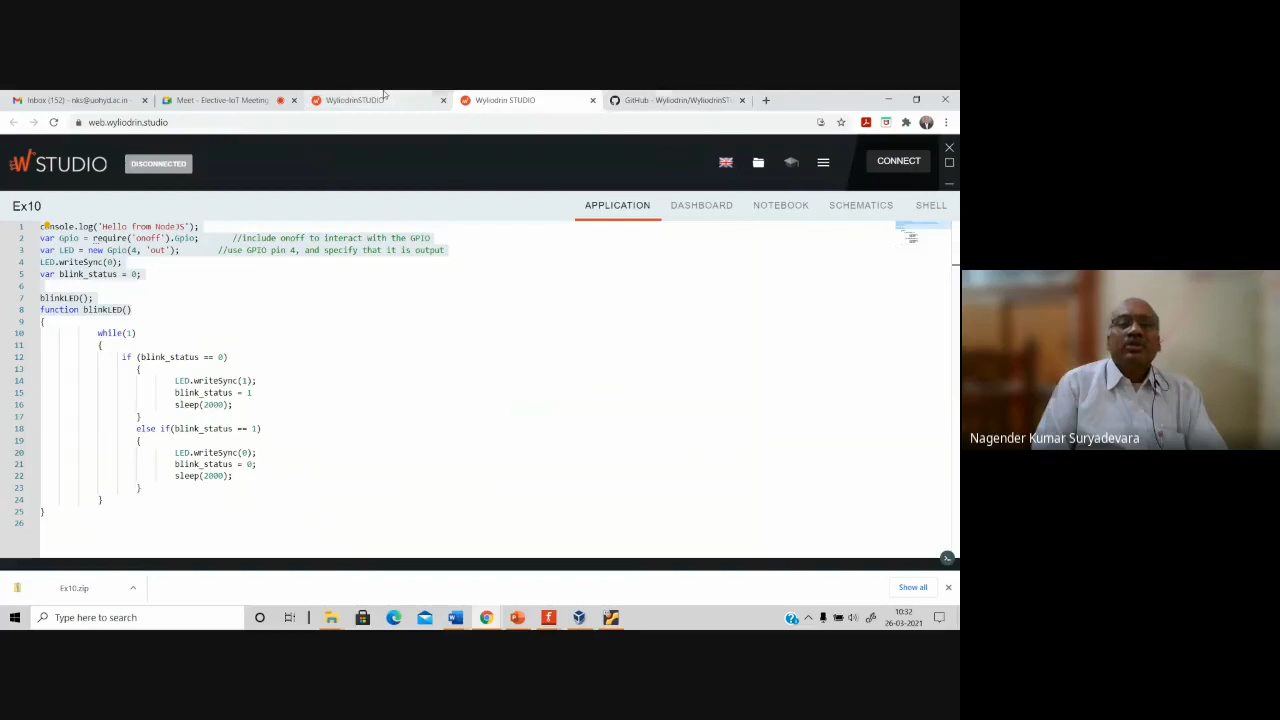 Inbox (152) - nks@uohyd.ac.in
Meet - Elective-IoT Meeting
WyliodrinSTUDIO
Wyliodrin STUDIO
GitHub - Wyliodrin/WyliodrinSTU
web.wyliodrin.studio
STUDIO
DISCONNECTED
CONNECT
Ex10
APPLICATION
DASHBOARD
NOTEBOOK
SCHEMATICS
SHELL
1 console.log('Hello from NodeJS');
2 var Gpio = require('onoff').Gpio; //include onoff to interact with the GPIO
3 var LED = new Gpio(4, 'out'); //use GPIO pin 4, and specify that it is output
4 LED.writeSync(0);
5 var blink_status = 0;
6
7 blinkLED();
8 function blinkLED()
9 {
10 while(1)
11 {
12 if (blink_status == 0)
13 {
14 LED.writeSync(1);
15 blink_status = 1
16 sleep(2000);
17 }
18 else if(blink_status == 1)
19 {
20 LED.writeSync(0);
21 blink_status = 0;
22 sleep(2000);
23 }
24 }
25 }
26
Nagender Kumar Suryadevara
Ex10.zip
Show all
Type here to search
10:32
26-03-2021